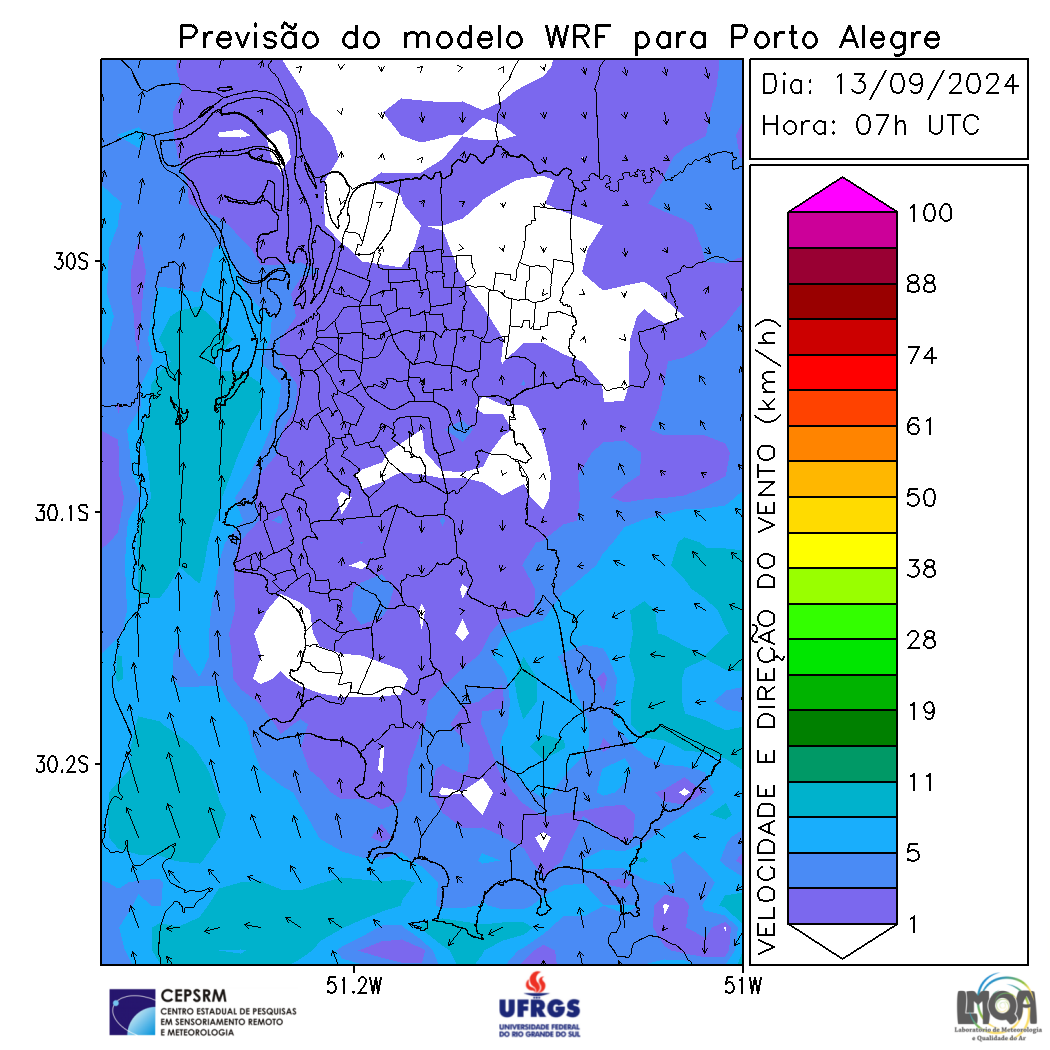 Previsão do modelo WRF para Porto Alegre
Dia: 13/09/2024
Hora: 07h UTC
100
88
74
61
50
38
28
19
11
5
1
VELOCIDADE E DIREÇÃO DO VENTO (km/h)
30S
30.1S
30.2S
51.2W
51W
CEPSRM
CENTRO ESTADUAL DE PESQUISAS
EM SENSORIAMENTO REMOTO
E METEOROLOGIA
UFRGS
UNIVERSIDADE FEDERAL
DO RIO GRANDE DO SUL
LMQA
Laboratório de Meteorologia
e Qualidade do Ar